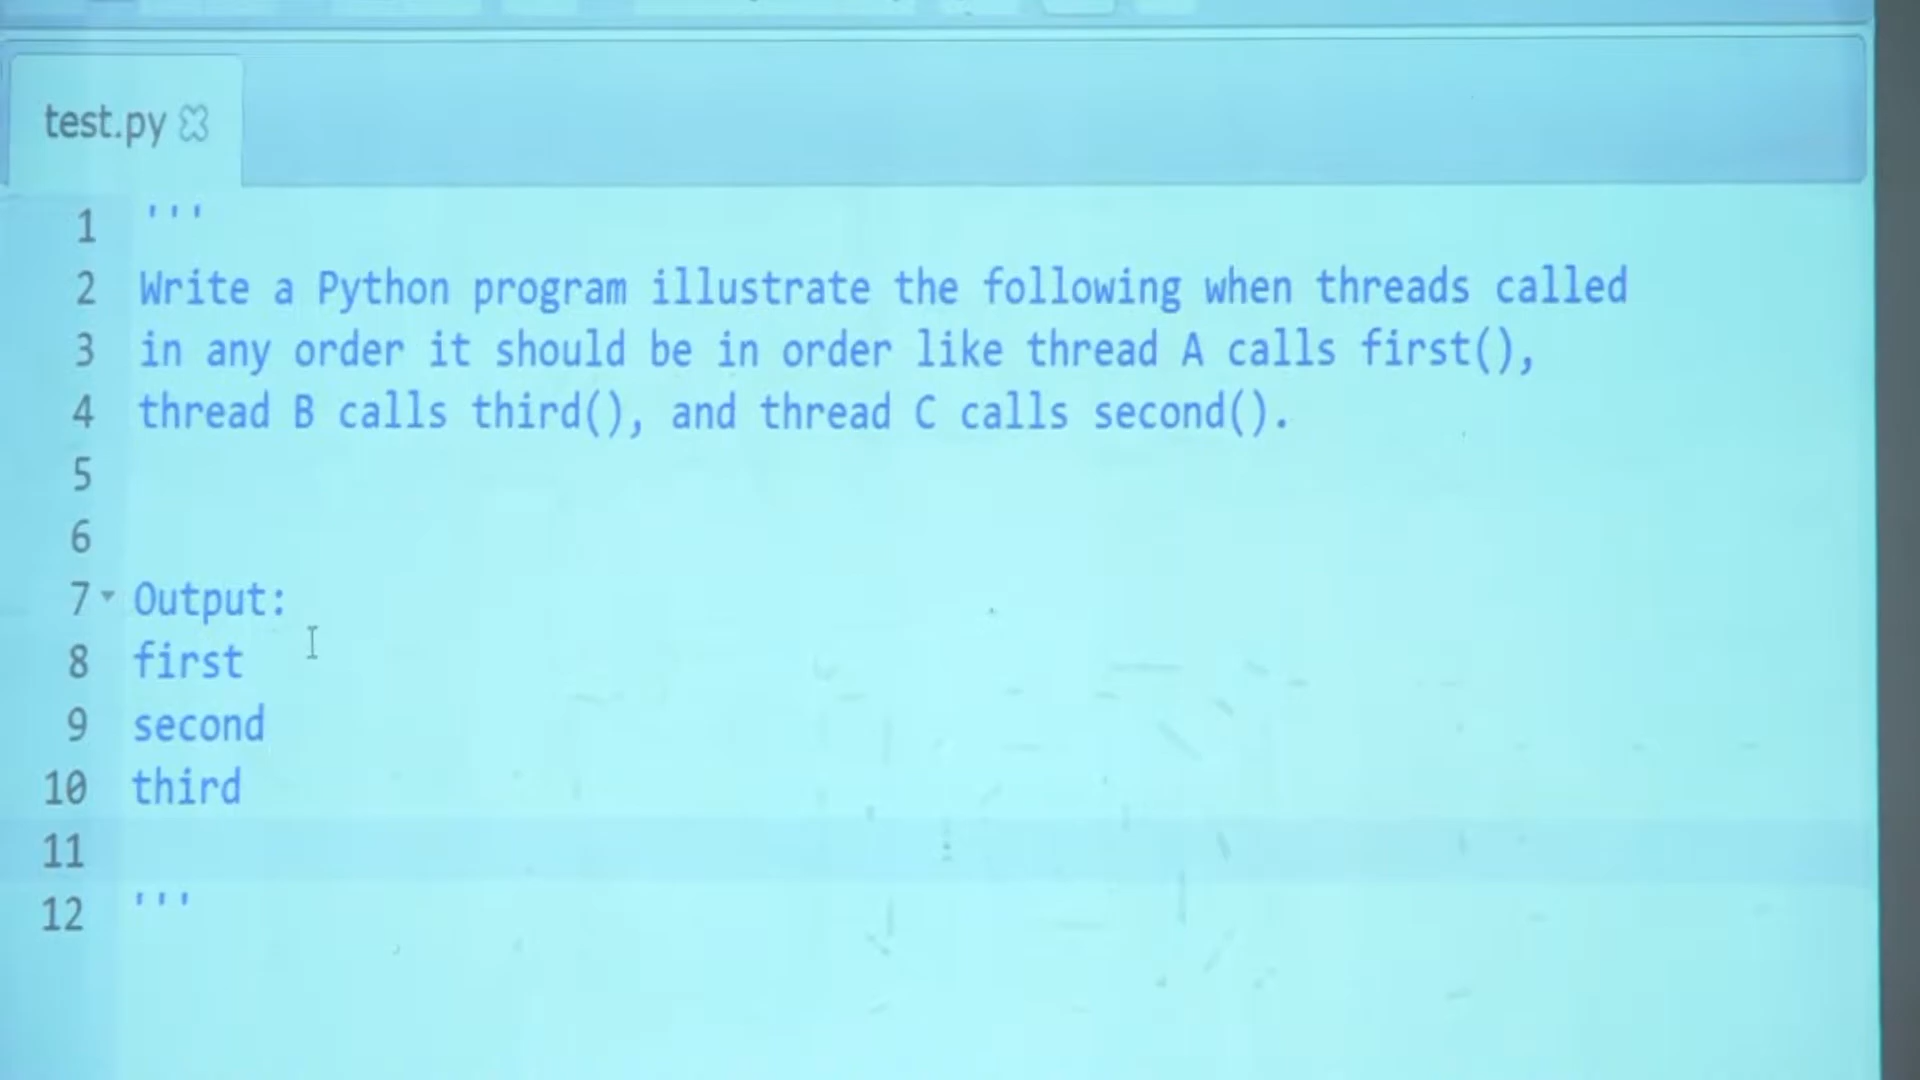 test.py
1 '''
2 Write a Python program illustrate the following when threads called
3 in any order it should be in order like thread A calls first(),
4 thread B calls third(), and thread C calls second().
5
6
7 Output:
8 first
9 second
10 third
11
12 '''